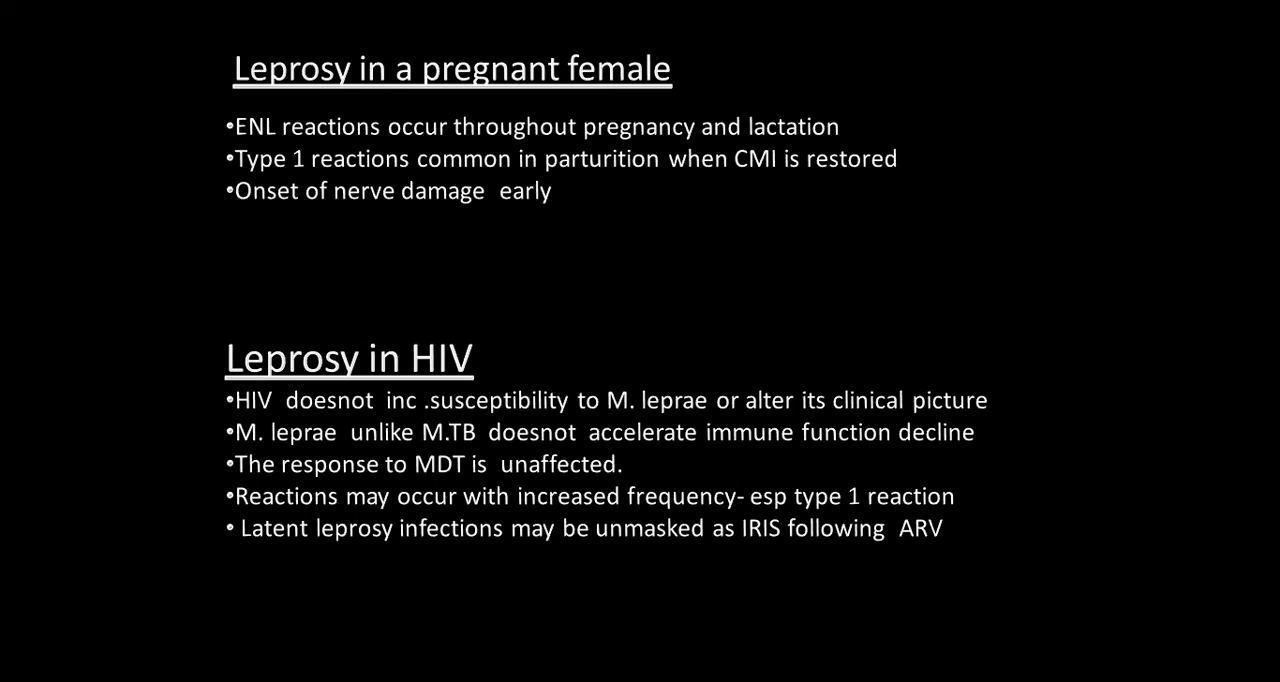 Leprosy in a pregnant female
•ENL reactions occur throughout pregnancy and lactation
•Type 1 reactions common in parturition when CMI is restored
•Onset of nerve damage  early
Leprosy in HIV
•HIV  doesnot  inc .susceptibility to M. leprae or alter its clinical picture
•M. leprae  unlike M.TB  doesnot  accelerate immune function decline
•The response to MDT is  unaffected.
•Reactions may occur with increased frequency- esp type 1 reaction
• Latent leprosy infections may be unmasked as IRIS following  ARV